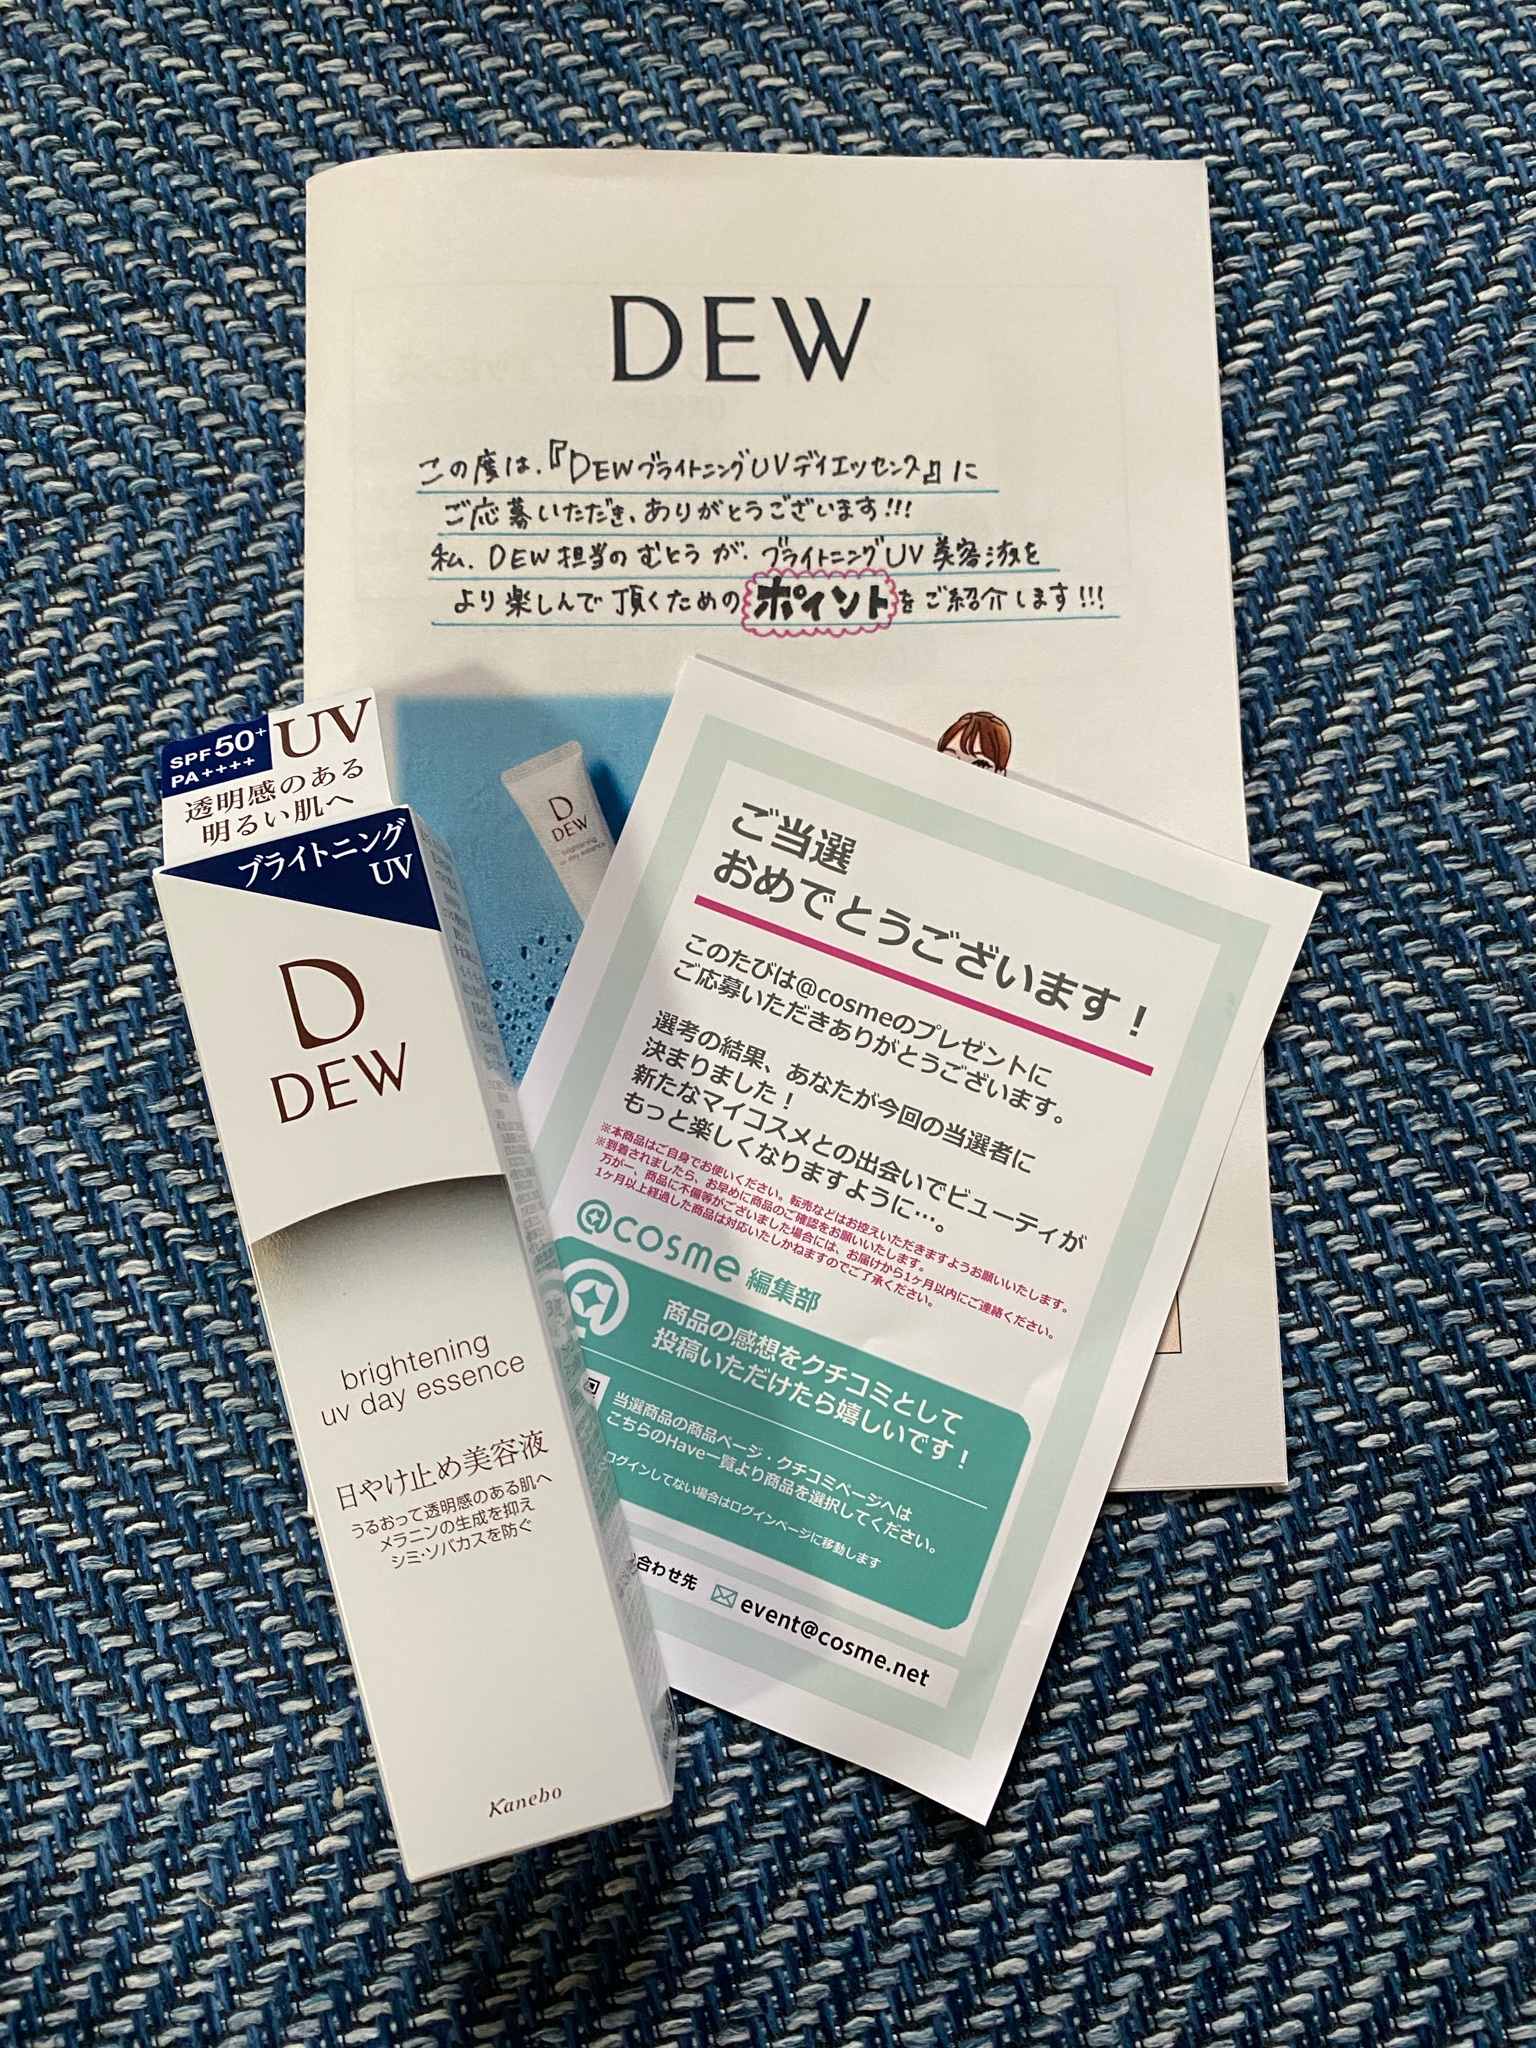 DEW
この度は、『DEWブライトニングUVデイエッセンス』に
ご応募いただき、ありがとうございます!!!
私、DEW担当のむとうが、ブライトニングUV美容液を
より楽しんで頂くためのポイントをご紹介します!!!
D
DEW
brightening
uv day essence
SPF50+
PA++++
UV
透明感のある
明るい肌へ
ブライトニング
UV
D
DEW
brightening
uv day essence
日やけ止め美容液
うるおって透明感のある肌へ
メラニンの生成を抑え
シミ・ソバカスを防ぐ
Kanebo
ご当選
おめでとうございます！
このたびは@cosmeのプレゼントに
ご応募いただきありがとうございます。
選考の結果、あなたが今回の当選者に
決まりました！
新たなマイコスメとの出会いでビューティが
もっと楽しくなりますように…。
※本商品はご自身でお使いください。転売などはお控えいただきますようお願いいたします。
※到着されましたら、お早めに商品のご確認をお願いいたします。
万が一、商品に不備等がございました場合には、お届けから1ヶ月以内にご連絡ください。
1ヶ月以上経過した商品は対応いたしかねますのでご了承ください。
@cosme 編集部
商品の感想をクチコミとして
投稿いただけたら嬉しいです！
当選商品の商品ページ・クチコミページへは
こちらのHave一覧より商品を選択してください。
ログインしてない場合はログインページに移動します
合わせ先
event@cosme.net